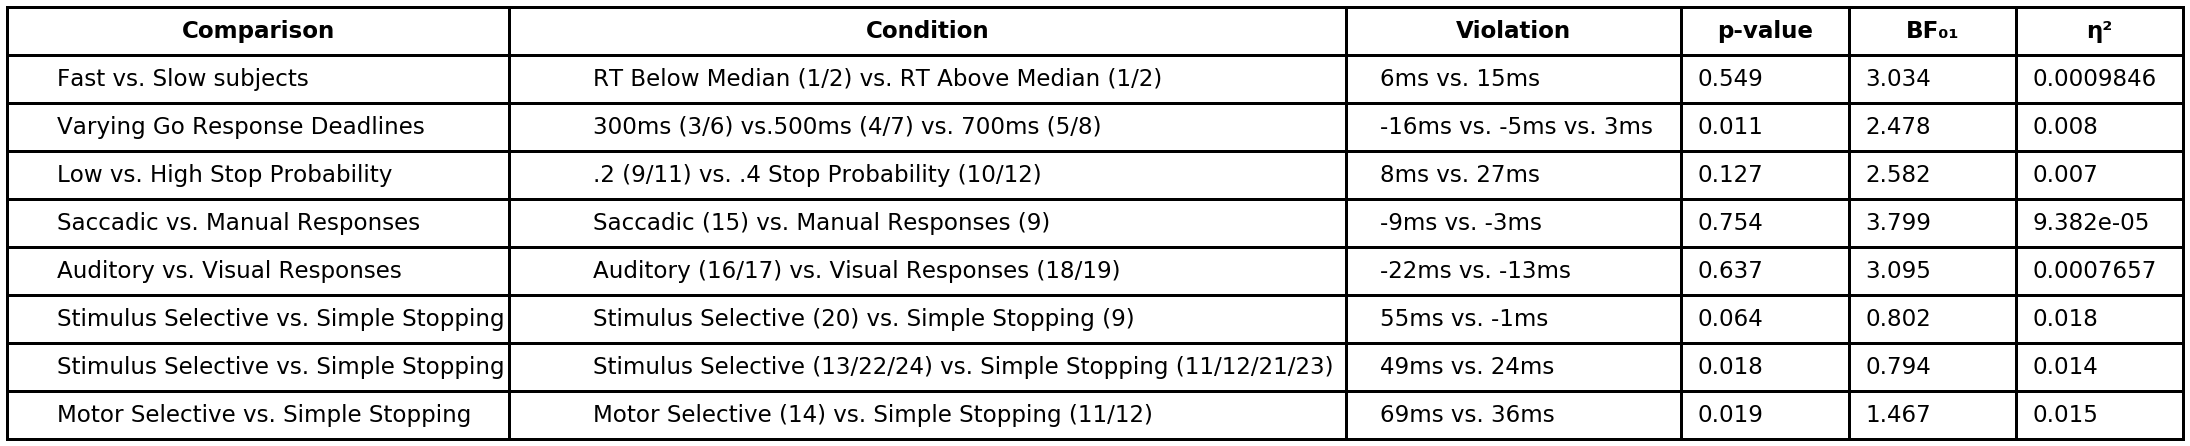 Comparison Condition Violation p-value BF₀₁ η²
Fast vs. Slow subjects RT Below Median (1/2) vs. RT Above Median (1/2) 6ms vs. 15ms 0.549 3.034 0.0009846
Varying Go Response Deadlines 300ms (3/6) vs.500ms (4/7) vs. 700ms (5/8) -16ms vs. -5ms vs. 3ms 0.011 2.478 0.008
Low vs. High Stop Probability .2 (9/11) vs. .4 Stop Probability (10/12) 8ms vs. 27ms 0.127 2.582 0.007
Saccadic vs. Manual Responses Saccadic (15) vs. Manual Responses (9) -9ms vs. -3ms 0.754 3.799 9.382e-05
Auditory vs. Visual Responses Auditory (16/17) vs. Visual Responses (18/19) -22ms vs. -13ms 0.637 3.095 0.0007657
Stimulus Selective vs. Simple Stopping Stimulus Selective (20) vs. Simple Stopping (9) 55ms vs. -1ms 0.064 0.802 0.018
Stimulus Selective vs. Simple Stopping Stimulus Selective (13/22/24) vs. Simple Stopping (11/12/21/23) 49ms vs. 24ms 0.018 0.794 0.014
Motor Selective vs. Simple Stopping Motor Selective (14) vs. Simple Stopping (11/12) 69ms vs. 36ms 0.019 1.467 0.015